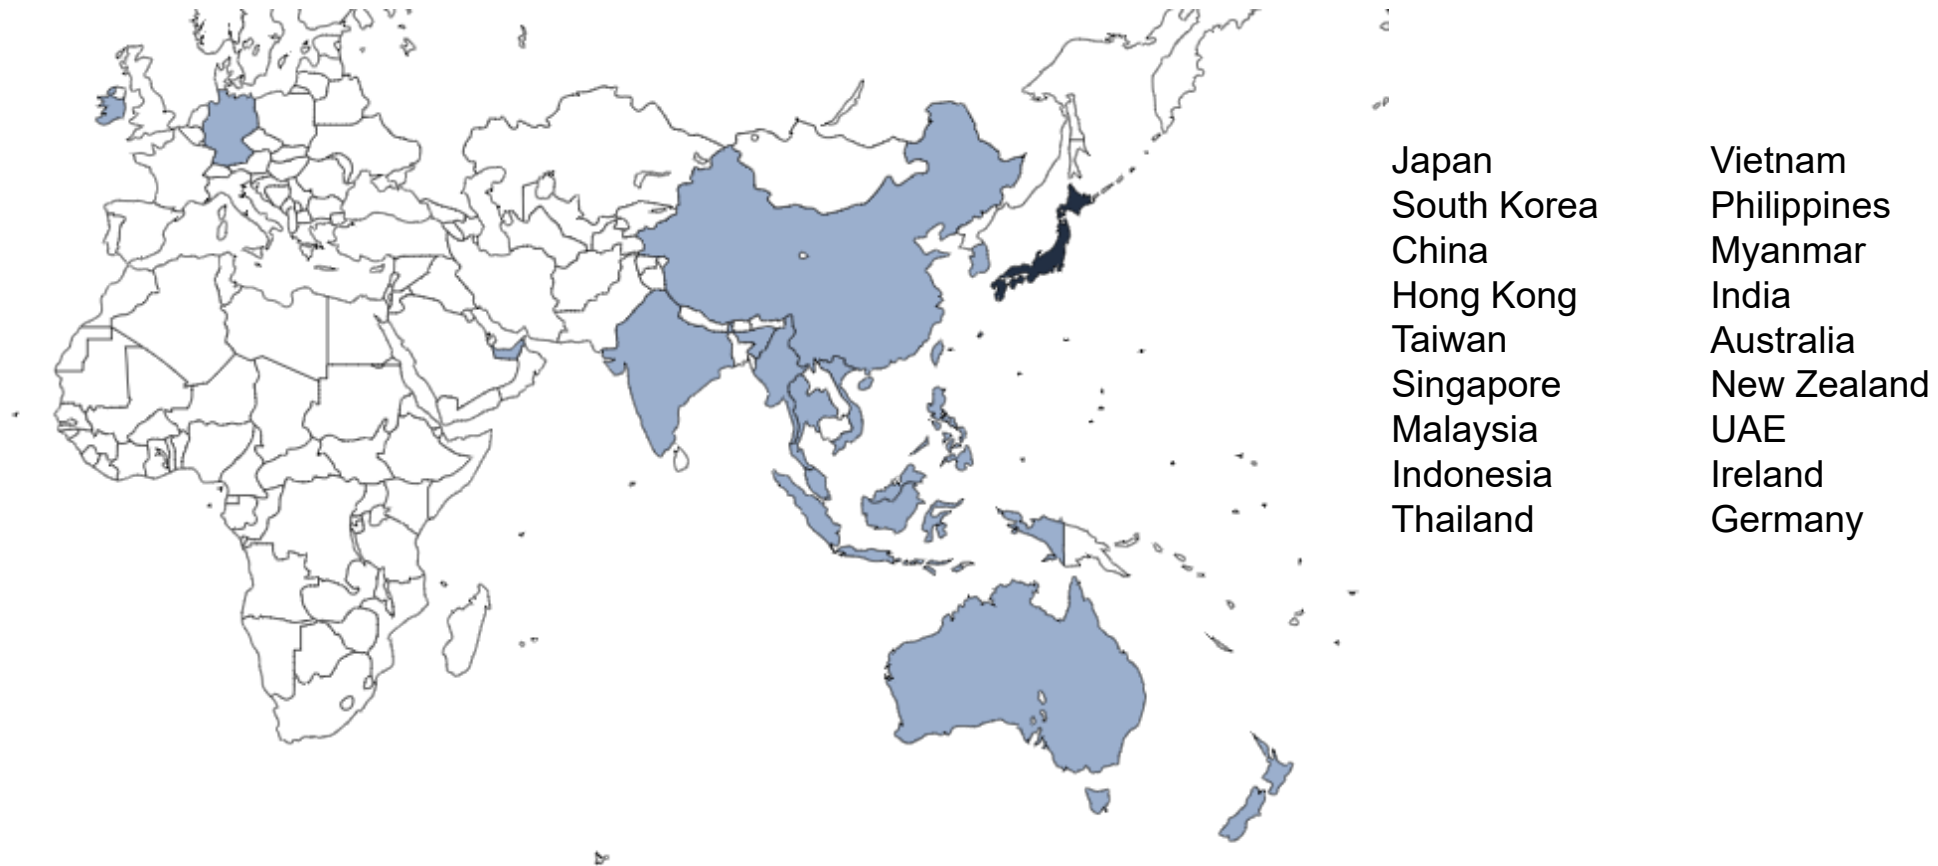 Japan
South Korea
China
Hong Kong
Taiwan
Singapore
Malaysia
Indonesia
Thailand
Vietnam
Philippines
Myanmar
India
Australia
New Zealand
UAE
Ireland
Germany